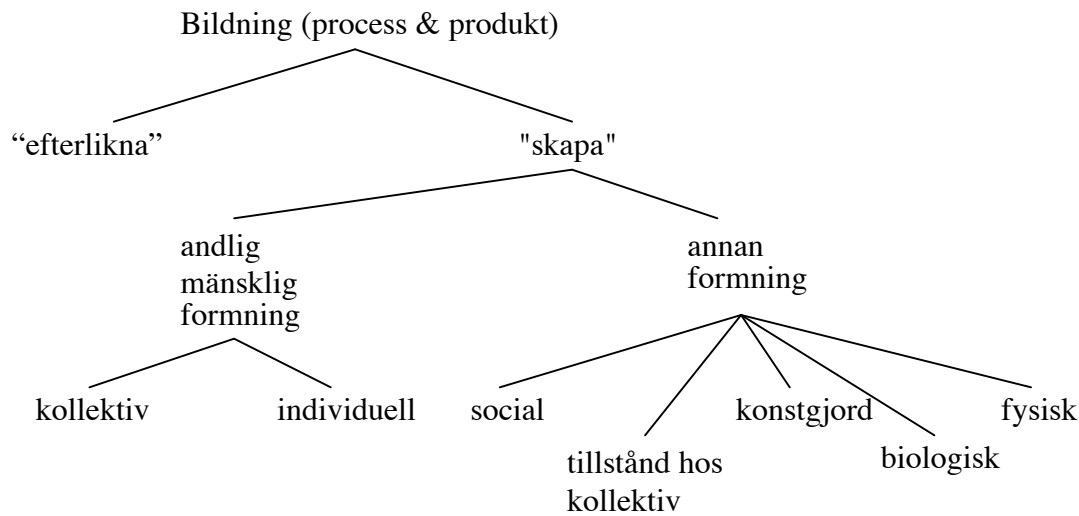 Bildning (process & produkt)
“efterlikna”
"skapa"
andlig
mänsklig
formning
annan
formning
kollektiv
individuell
social
tillstånd hos
kollektiv
konstgjord
biologisk
fysisk